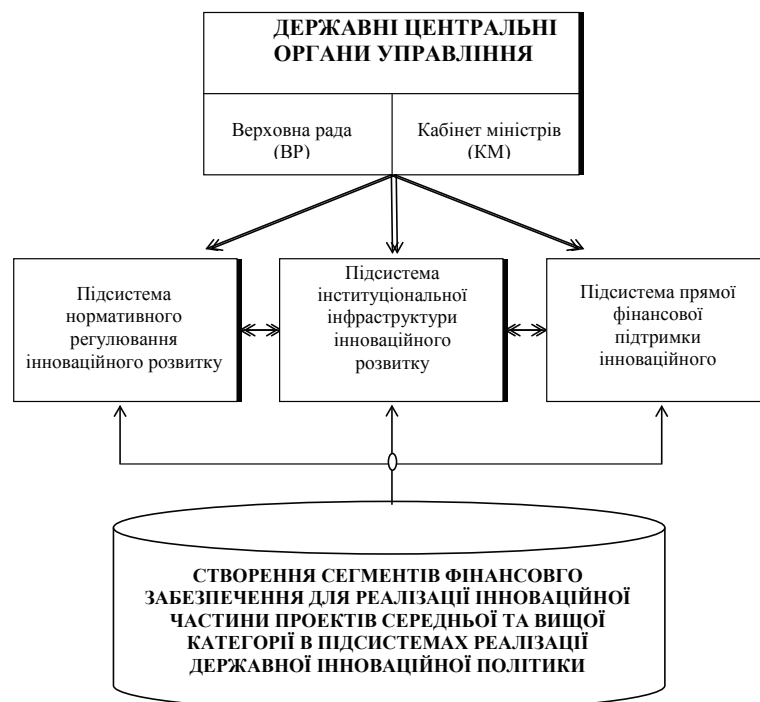 ДЕРЖАВНІ ЦЕНТРАЛЬНІ
ОРГАНИ УПРАВЛІННЯ
Верховна рада
(ВР)
Кабінет міністрів
(КМ)
Підсистема
нормативного
регулювання
інноваційного розвитку
Підсистема
інституціональної
інфраструктури
інноваційного
розвитку
Підсистема прямої
фінансової
підтримки
інноваційного
СТВОРЕННЯ СЕГМЕНТІВ ФІНАНСОВГО
ЗАБЕЗПЕЧЕННЯ ДЛЯ РЕАЛІЗАЦІЇ ІННОВАЦІЙНОЇ
ЧАСТИНИ ПРОЕКТІВ СЕРЕДНЬОЇ ТА ВИЩОЇ
КАТЕГОРІЇ В ПІДСИСТЕМАХ РЕАЛІЗАЦІЇ
ДЕРЖАВНОЇ ІННОВАЦІЙНОЇ ПОЛІТИКИ